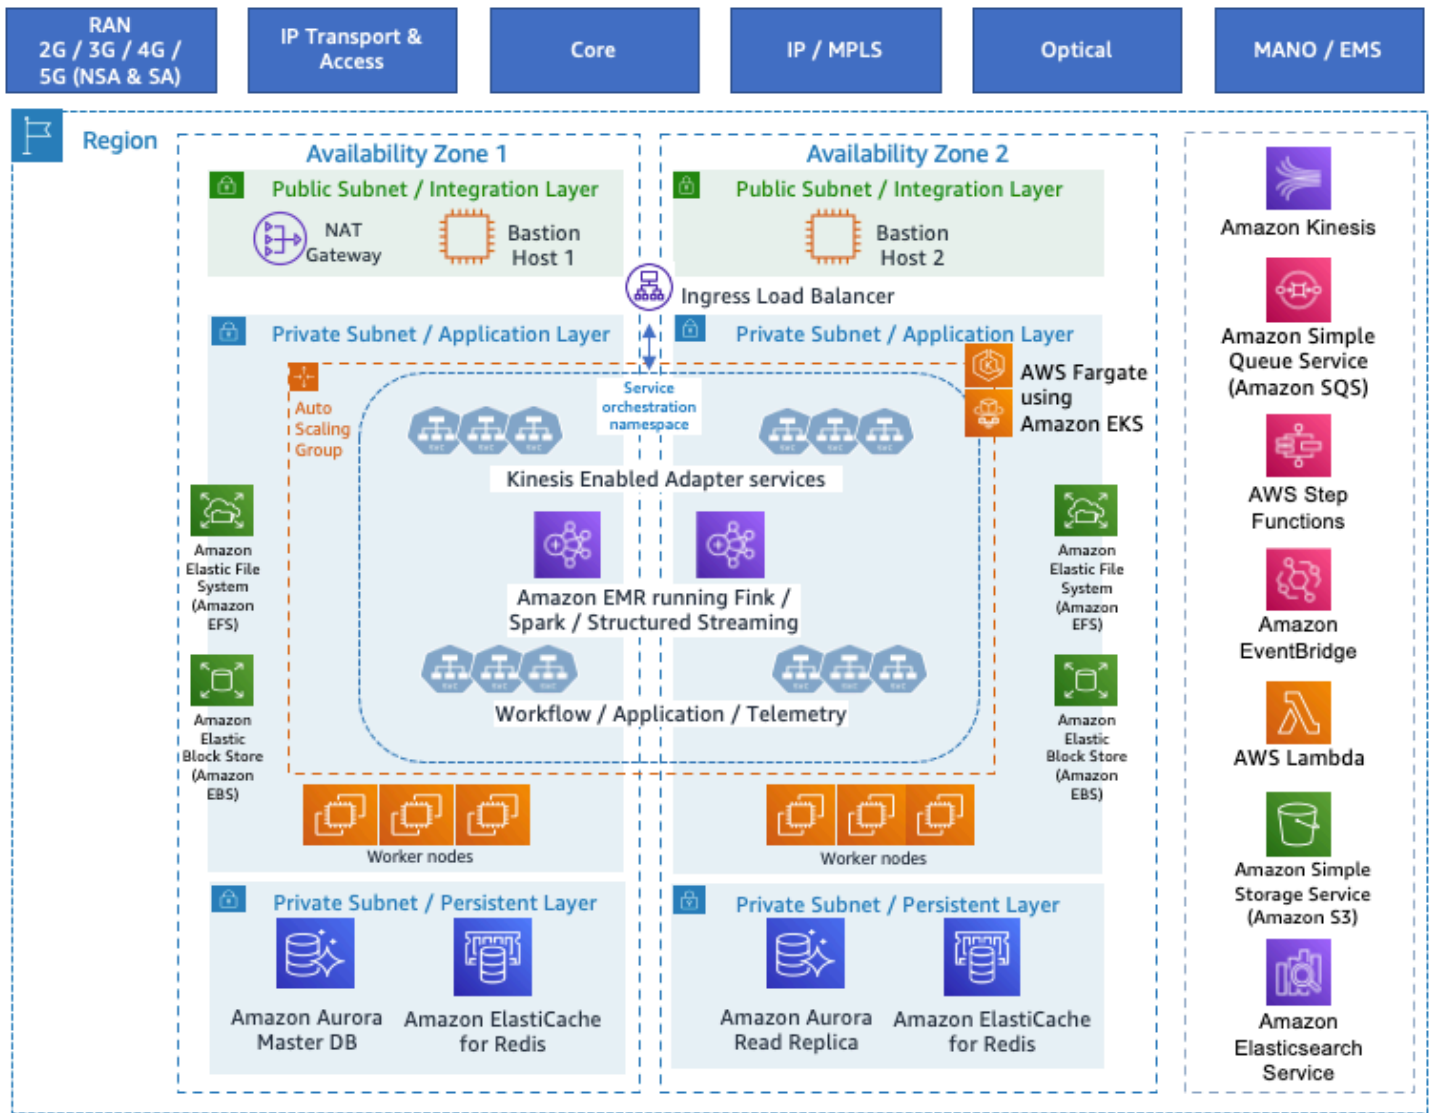 RAN
2G / 3G / 4G /
5G (NSA & SA)
IP Transport &
Access
Core
IP / MPLS
Optical
MANO / EMS
Region
Availability Zone 1
Public Subnet / Integration Layer
NAT
Gateway
Bastion
Host 1
Availability Zone 2
Public Subnet / Integration Layer
Bastion
Host 2
Ingress Load Balancer
Private Subnet / Application Layer
Private Subnet / Application Layer
Auto
Scaling
Group
Service
orchestration
namespace
AWS Fargate
using
Amazon EKS
Kinesis Enabled Adapter services
Amazon
Elastic File
System
(Amazon
EFS)
Amazon EMR running Fink /
Spark / Structured Streaming
Amazon
Elastic File
System
(Amazon
EFS)
Amazon
Elastic
Block Store
(Amazon
EBS)
Workflow / Application / Telemetry
Amazon
Elastic
Block Store
(Amazon
EBS)
Worker nodes
Worker nodes
Private Subnet / Persistent Layer
Amazon Aurora
Master DB
Amazon ElastiCache
for Redis
Private Subnet / Persistent Layer
Amazon Aurora
Read Replica
Amazon ElastiCache
for Redis
Amazon Kinesis
Amazon Simple
Queue Service
(Amazon SQS)
AWS Step
Functions
Amazon
EventBridge
AWS Lambda
Amazon Simple
Storage Service
(Amazon S3)
Amazon
Elasticsearch
Service